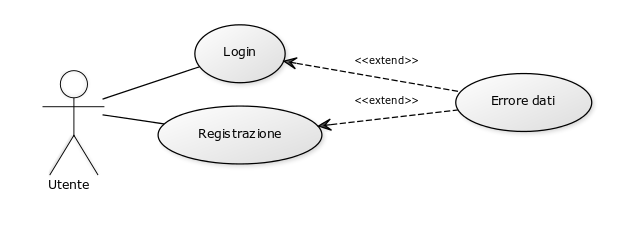 Login
<<extend>>
Errore dati
<<extend>>
Registrazione
Utente